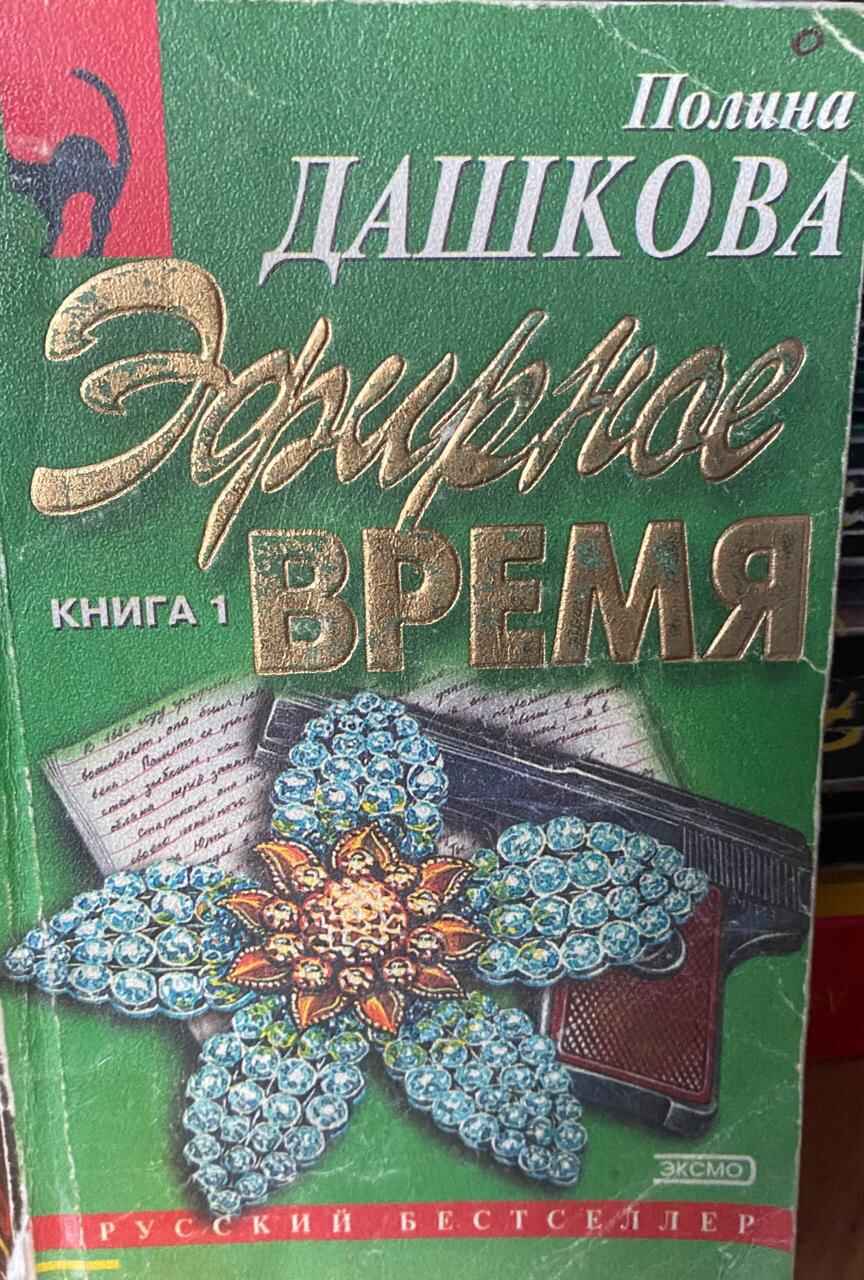 Полина
ДАШКОВА
Эфирное
ВРЕМЯ
КНИГА 1
ЭКСМО
РУССКИЙ БЕСТСЕЛЛЕР